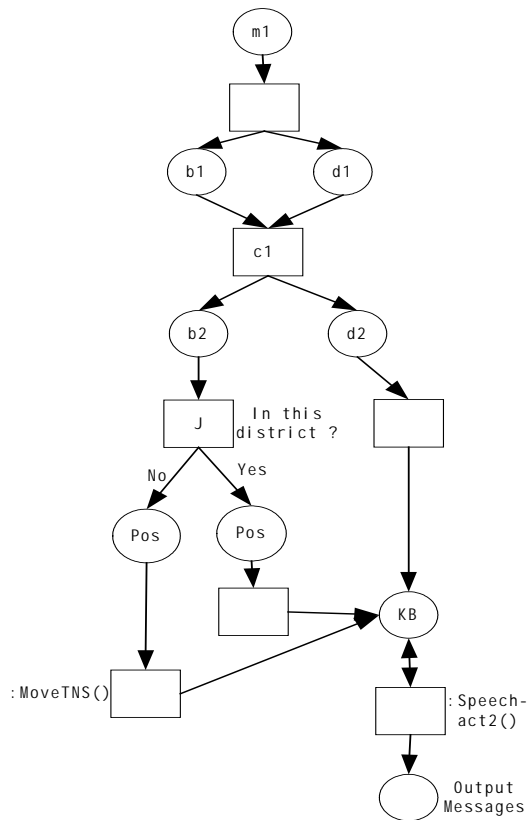 m1
b1
d1
c1
b2
d2
J
In this
district ?
No
Yes
Pos
Pos
KB
:MoveTNS()
:Speech-
act2()
Output
Messages